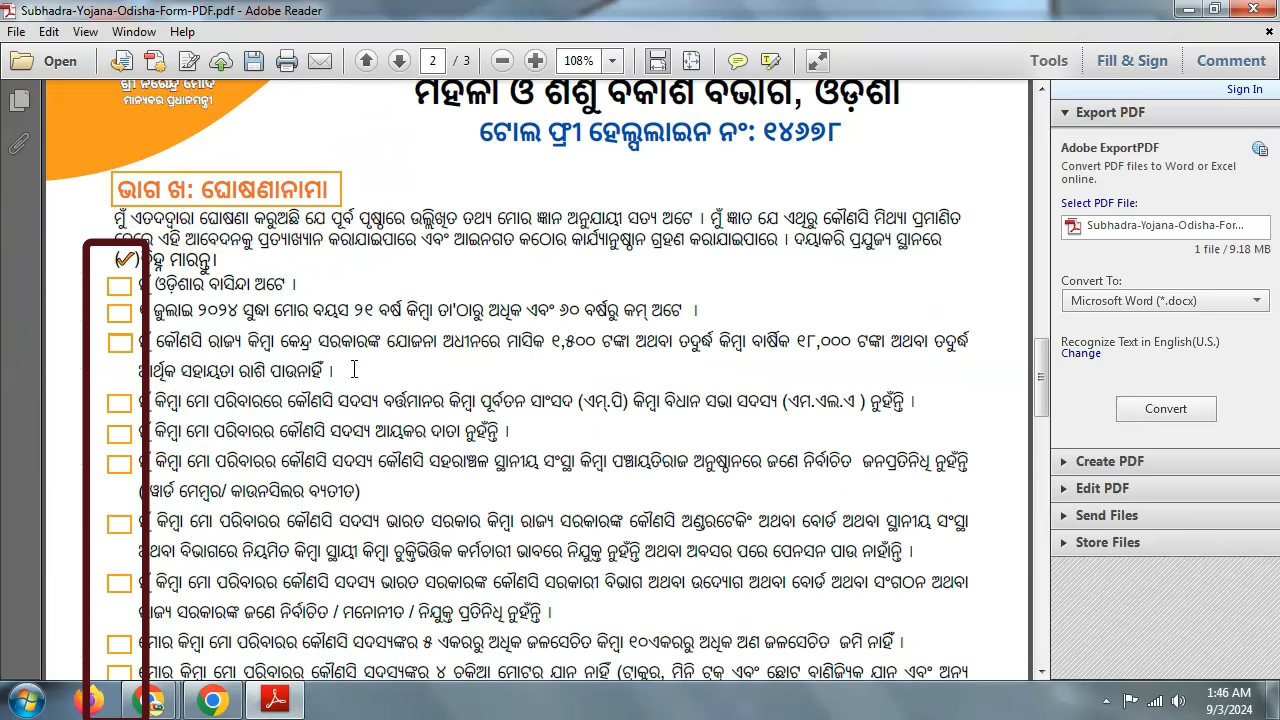 Subhadra-Yojana-Odisha-Form-PDF.pdf - Adobe Reader
File Edit View Window Help
Open 2 / 3 108% Tools Fill & Sign Comment
Sign In
ଶ୍ରୀ ନରେନ୍ଦ୍ର ମୋଦୀ
ମାନ୍ୟବର ପ୍ରଧାନମନ୍ତ୍ରୀ
ମହିଳା ଓ ଶିଶୁ ବିକାଶ ବିଭାଗ, ଓଡ଼ିଶା
ଟୋଲ ଫ୍ରୀ ହେଲ୍ପଲାଇନ ନଂ: ୧୪୬୭୮
ଭାଗ ଖ: ଘୋଷଣାନାମା
ମୁଁ ଏତଦଦ୍ୱାରା ଘୋଷଣା କରୁଅଛି ଯେ ପୂର୍ବ ପୃଷ୍ଠାରେ ଉଲ୍ଲିଖିତ ତଥ୍ୟ ମୋର ଜ୍ଞାନ ଅନୁଯାୟୀ ସତ୍ୟ ଅଟେ । ମୁଁ ଜ୍ଞାତ ଯେ ଏଥିରୁ କୌଣସି ମିଥ୍ୟା ପ୍ରମାଣିତ
ହେଲେ ଏହି ଆବେଦନକୁ ପ୍ରତ୍ୟାଖ୍ୟାନ କରାଯାଇପାରେ ଏବଂ ଆଇନଗତ କଠୋର କାର୍ଯ୍ୟାନୁଷ୍ଠାନ ଗ୍ରହଣ କରାଯାଇପାରେ । ଦୟାକରି ପ୍ରଯୁଜ୍ୟ ସ୍ଥାନରେ
(✓) ଚିହ୍ନ ମାରନ୍ତୁ।
ମୁଁ ଓଡ଼ିଶାର ବାସିନ୍ଦା ଅଟେ ।
୧ ଜୁଲାଇ ୨୦୨୪ ସୁଦ୍ଧା ମୋର ବୟସ ୨୧ ବର୍ଷ କିମ୍ବା ତା'ଠାରୁ ଅଧିକ ଏବଂ ୬୦ ବର୍ଷରୁ କମ୍ ଅଟେ ।
ମୁଁ କୌଣସି ରାଜ୍ୟ କିମ୍ବା କେନ୍ଦ୍ର ସରକାରଙ୍କ ଯୋଜନା ଅଧୀନରେ ମାସିକ ୧,୫୦୦ ଟଙ୍କା ଅଥବା ତଦୁର୍ଦ୍ଧ କିମ୍ବା ବାର୍ଷିକ ୧୮,୦୦୦ ଟଙ୍କା ଅଥବା ତଦୁର୍ଦ୍ଧ
ଆର୍ଥିକ ସହାୟତା ରାଶି ପାଉନାହିଁ ।
ମୁଁ କିମ୍ବା ମୋ ପରିବାରରେ କୌଣସି ସଦସ୍ୟ ବର୍ତ୍ତମାନର କିମ୍ବା ପୂର୍ବତନ ସାଂସଦ (ଏମ୍.ପି) କିମ୍ବା ବିଧାନ ସଭା ସଦସ୍ୟ (ଏମ.ଏଲ.ଏ ) ନୁହଁନ୍ତି ।
ମୁଁ କିମ୍ବା ମୋ ପରିବାରର କୌଣସି ସଦସ୍ୟ ଆୟକର ଦାତା ନୁହଁନ୍ତି ।
ମୁଁ କିମ୍ବା ମୋ ପରିବାରର କୌଣସି ସଦସ୍ୟ କୌଣସି ସହରାଞ୍ଚଳ ସ୍ଥାନୀୟ ସଂସ୍ଥା କିମ୍ବା ପଞ୍ଚାୟତିରାଜ ଅନୁଷ୍ଠାନରେ ଜଣେ ନିର୍ବାଚିତ ଜନପ୍ରତିନିଧି ନୁହଁନ୍ତି
(ୱାର୍ଡ ମେମ୍ବର/ କାଉନସିଲର ବ୍ୟତୀତ)
ମୁଁ କିମ୍ବା ମୋ ପରିବାରର କୌଣସି ସଦସ୍ୟ ଭାରତ ସରକାର କିମ୍ବା ରାଜ୍ୟ ସରକାରଙ୍କ କୌଣସି ଅଣ୍ଡରଟେକିଂ ଅଥବା ବୋର୍ଡ ଅଥବା ସ୍ଥାନୀୟ ସଂସ୍ଥା
ଅଥବା ବିଭାଗରେ ନିୟମିତ କିମ୍ବା ସ୍ଥାୟୀ କିମ୍ବା ଚୁକ୍ତିଭିତ୍ତିକ କର୍ମଚାରୀ ଭାବରେ ନିଯୁକ୍ତ ନୁହଁନ୍ତି ଅଥବା ଅବସର ପରେ ପେନସନ ପାଉ ନାହାଁନ୍ତି ।
ମୁଁ କିମ୍ବା ମୋ ପରିବାରର କୌଣସି ସଦସ୍ୟ ଭାରତ ସରକାରଙ୍କ କୌଣସି ସରକାରୀ ବିଭାଗ ଅଥବା ଉଦ୍ୟୋଗ ଅଥବା ବୋର୍ଡ ଅଥବା ସଂଗଠନ ଅଥବା
ରାଜ୍ୟ ସରକାରଙ୍କ ଜଣେ ନିର୍ବାଚିତ / ମନୋନୀତ / ନିଯୁକ୍ତ ପ୍ରତିନିଧି ନୁହଁନ୍ତି ।
ମୋର କିମ୍ବା ମୋ ପରିବାରର କୌଣସି ସଦସ୍ୟଙ୍କର ୫ ଏକରରୁ ଅଧିକ ଜଳସେଚିତ କିମ୍ବା ୧୦ଏକରରୁ ଅଧିକ ଅଣ ଜଳସେଚିତ ଜମି ନାହିଁ ।
ମୋର କିମ୍ବା ମୋ ପରିବାରର କୌଣସି ସଦସ୍ୟଙ୍କର ୪ ଚକିଆ ମୋଟର ଯାନ ନାହିଁ (ଟ୍ରାକ୍ଟର, ମିନି ଟ୍ରକ୍ ଏବଂ ଛୋଟ ବାଣିଜ୍ୟିକ ଯାନ ଏବଂ ଅନ୍ୟ
Export PDF
Adobe ExportPDF
Convert PDF files to Word or Excel
online.
Select PDF File:
Subhadra-Yojana-Odisha-For...
1 file / 9.18 MB
Convert To:
Microsoft Word (*.docx)
Recognize Text in English(U.S.)
Change
Convert
Create PDF
Edit PDF
Send Files
Store Files
1:46 AM
9/3/2024